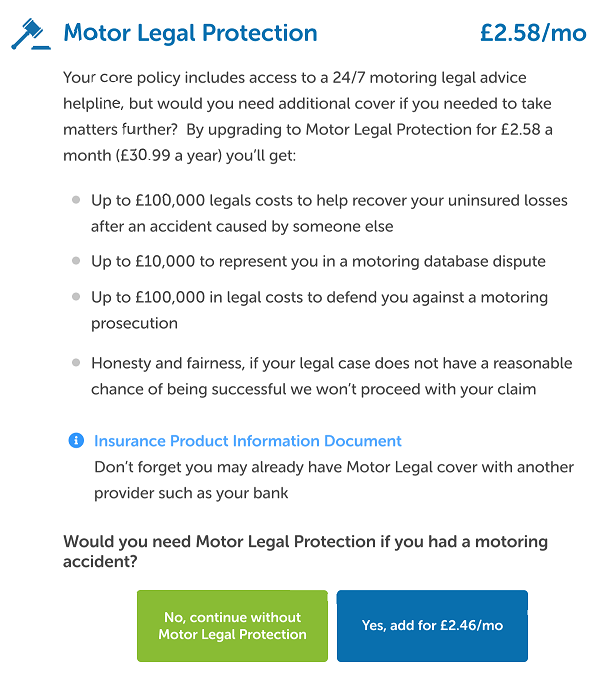 Motor Legal Protection £2.58/mo
Your core policy includes access to a 24/7 motoring legal advice
helpline, but would you need additional cover if you needed to take
matters further? By upgrading to Motor Legal Protection for £2.58 a
month (£30.99 a year) you'll get:
Up to £100,000 legals costs to help recover your uninsured losses
after an accident caused by someone else
Up to £10,000 to represent you in a motoring database dispute
Up to £100,000 in legal costs to defend you against a motoring
prosecution
Honesty and fairness, if your legal case does not have a reasonable
chance of being successful we won't proceed with your claim
Insurance Product Information Document
Don't forget you may already have Motor Legal cover with another
provider such as your bank
Would you need Motor Legal Protection if you had a motoring
accident?
No, continue without
Motor Legal Protection
Yes, add for £2.46/mo